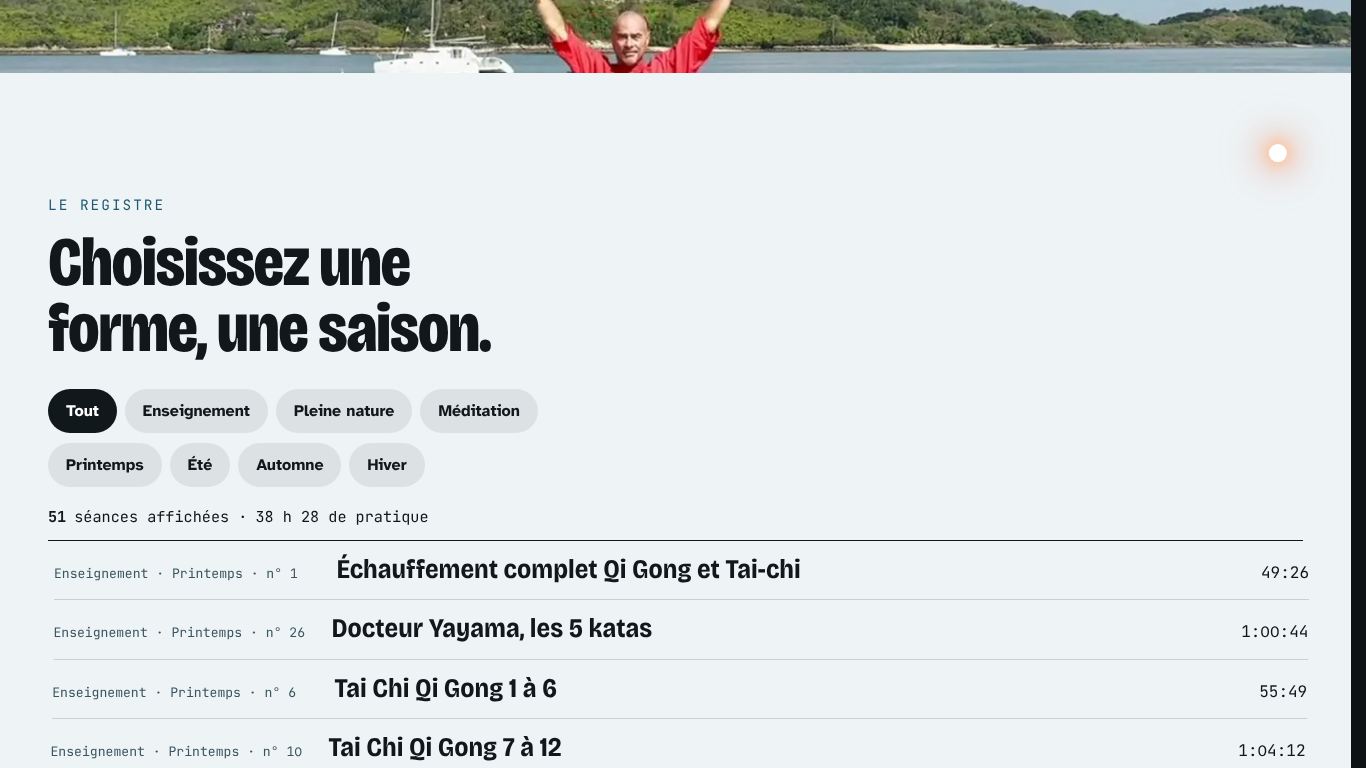 LE REGISTRE
Choisissez une
forme, une saison.
Tout Enseignement Pleine nature Méditation
Printemps Été Automne Hiver
51 séances affichées · 38 h 28 de pratique
Enseignement · Printemps · n° 1 Échauffement complet Qi Gong et Tai-chi 49:26
Enseignement · Printemps · n° 26 Docteur Yayama, les 5 katas 1:00:44
Enseignement · Printemps · n° 6 Tai Chi Qi Gong 1 à 6 55:49
Enseignement · Printemps · n° 10 Tai Chi Qi Gong 7 à 12 1:04:12